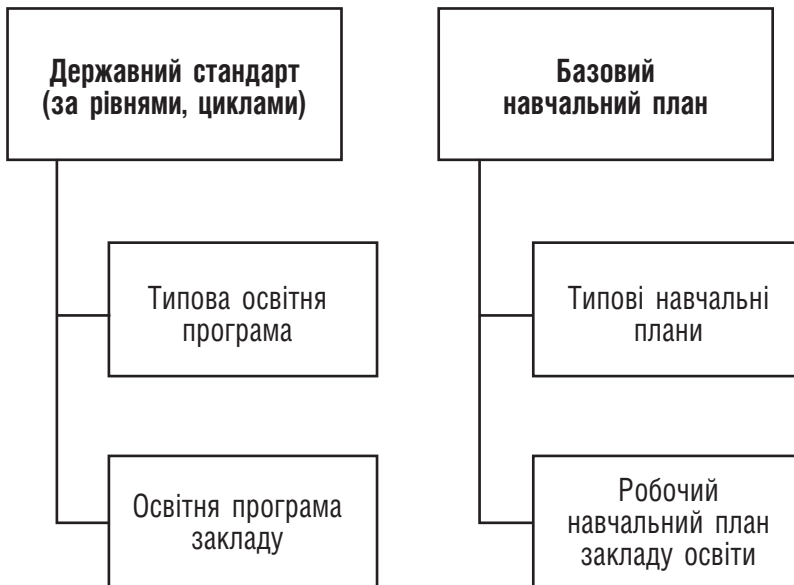 Державний стандарт
(за рівнями, циклами)
Базовий
навчальний план
Типова освітня
програма
Типові навчальні
плани
Освітня програма
закладу
Робочий
навчальний план
закладу освіти